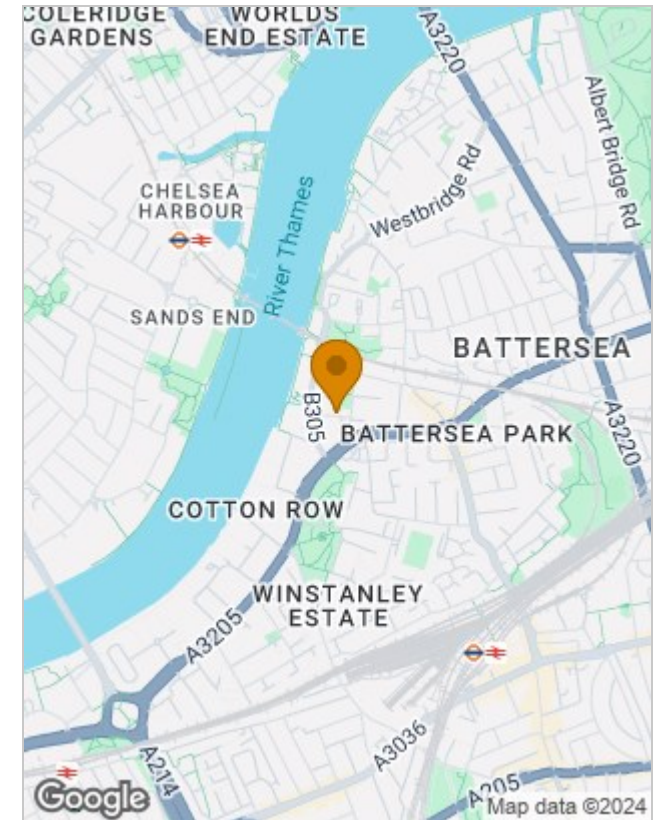 COLERIDGE
GARDENS
WORLDS
END ESTATE
A3220
Albert Bridge Rd
Westbridge Rd
CHELSEA
HARBOUR
River Thames
SANDS END
BATTERSEA
B305
BATTERSEA PARK
A3220
COTTON ROW
WINSTANLEY
ESTATE
A3205
A3036
A214
A205
Google
Map data ©2024